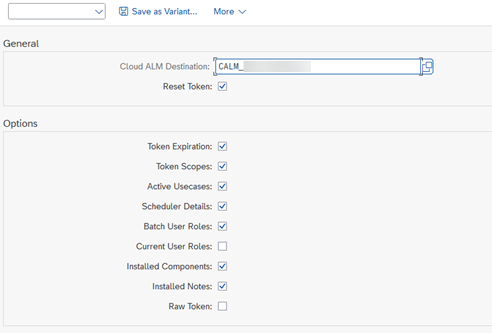 Save as Variant... More
General
Cloud ALM Destination: CALM_
Reset Token:
Options
Token Expiration:
Token Scopes:
Active Usecases:
Scheduler Details:
Batch User Roles:
Current User Roles:
Installed Components:
Installed Notes:
Raw Token: